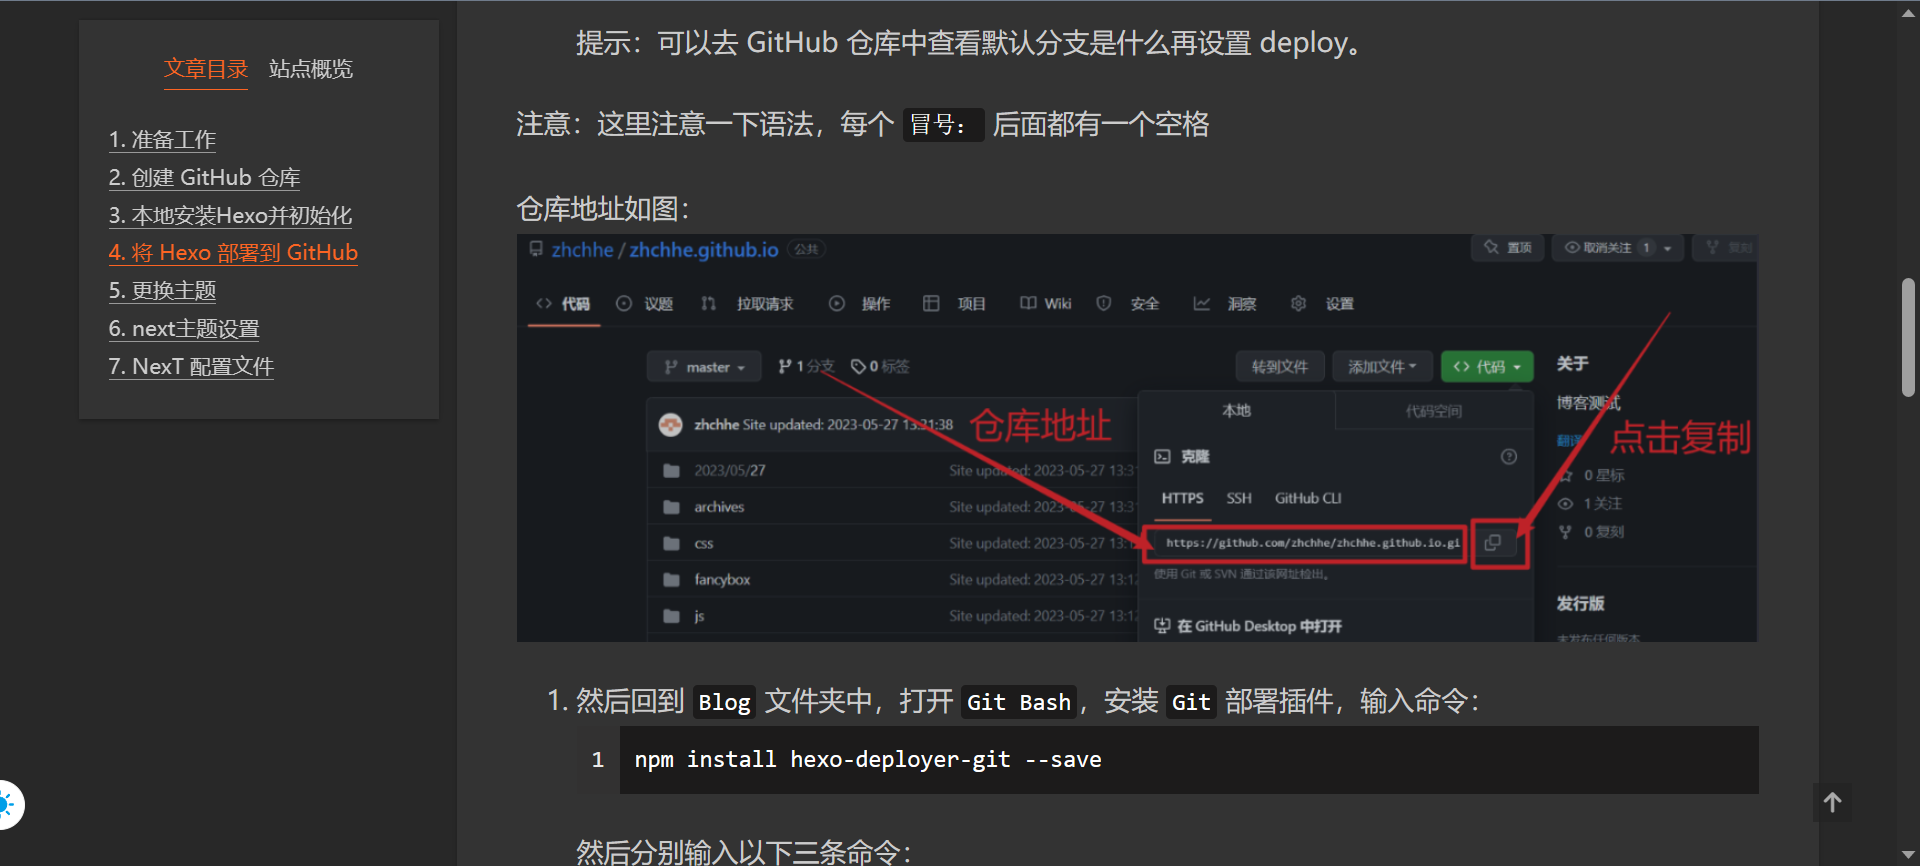 文章目录 站点概览
1. 准备工作
2. 创建 GitHub 仓库
3. 本地安装Hexo并初始化
4. 将 Hexo 部署到 GitHub
5. 更换主题
6. next主题设置
7. NexT 配置文件
提示：可以去 GitHub 仓库中查看默认分支是什么再设置 deploy。
注意：这里注意一下语法，每个 冒号： 后面都有一个空格
仓库地址如图：
zhchhe / zhchhe.github.io 公共
置顶 取消关注 1 复刻
代码 议题 拉取请求 操作 项目 Wiki 安全 洞察 设置
master 1 分支 0 标签 转到文件 添加文件 代码
关于
zhchhe Site updated: 2023-05-27 13:31:38
仓库地址
本地 代码空间
博客测试
翻译
点击复制
2023/05/27 Site updated: 2023-05-27 13:31
克隆
archives Site updated: 2023-05-27 13:31
HTTPS SSH GitHub CLI
0 星标
1 关注
css Site updated: 2023-05-27 13:1
https://github.com/zhchhe/zhchhe.github.io.gi
0 复刻
fancybox Site updated: 2023-05-27 13:12
使用 Git 或 SVN 通过该网址检出。
js Site updated: 2023-05-27 13:12
在 GitHub Desktop 中打开
发行版
未发布任何版本
1. 然后回到 Blog 文件夹中，打开 Git Bash，安装 Git 部署插件，输入命令：
1 npm install hexo-deployer-git --save
然后分别输入以下三条命令：